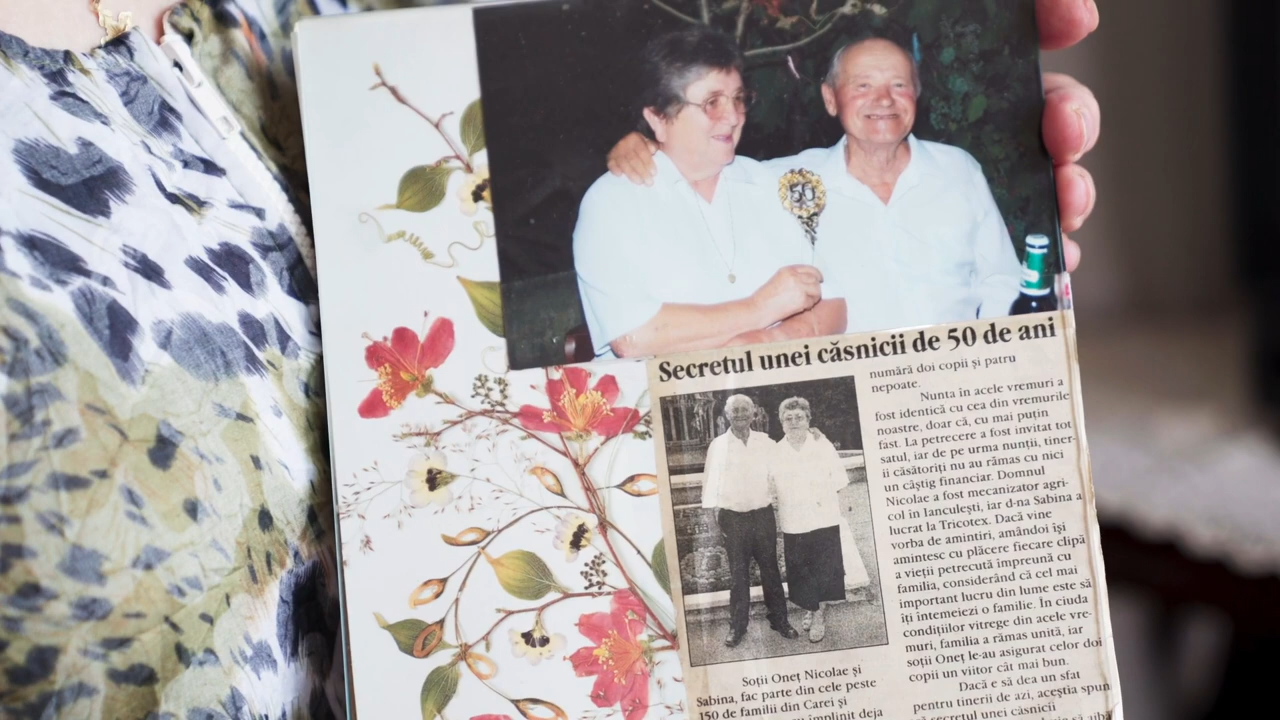 50
Secretul unei căsnicii de 50 de ani
Soții Oneț Nicolae și
Sabina, fac parte din cele peste
150 de familii din Carei și
împlinit deja
numără doi copii și patru
nepoate.
Nunta în acele vremuri a
fost identică cu cea din vremurile
noastre, doar că, cu mai puțin
fast. La petrecere a fost invitat tot
satul, iar de pe urma nunții, tiner-
ii căsătoriți nu au rămas cu nici
un câștig financiar. Domnul
Nicolae a fost mecanizator agri-
col în Ianculești, iar d-na Sabina a
lucrat la Tricotex. Dacă vine
vorba de amintiri, amândoi își
amintesc cu plăcere fiecare clipă
a vieții petrecută împreună cu
familia, considerând că cel mai
important lucru din lume este să
îți întemeiezi o familie. În ciuda
condițiilor vitrege din acele vre-
muri, familia a rămas unită, iar
soții Oneț le-au asigurat celor doi
copii un viitor cât mai bun.
Dacă e să dea un sfat
pentru tinerii de azi, aceștia spun
că secretul unei căsnicii